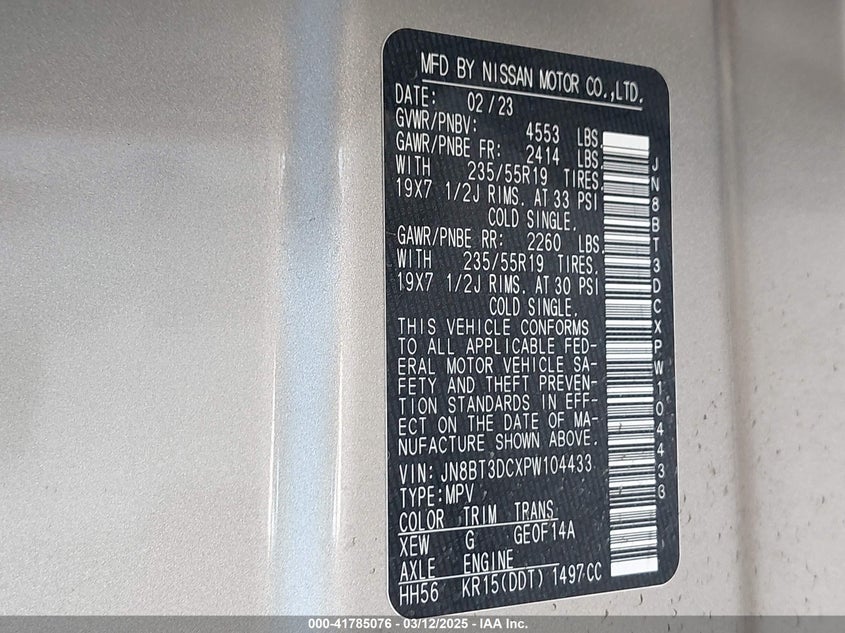 MFD BY NISSAN MOTOR CO.,LTD.
DATE: 02/23
GVWR/PNBV: 4553 LBS.
GAWR/PNBE FR: 2414 LBS.
WITH 235/55R19 TIRES,
19X7 1/2J RIMS. AT 33 PSI
COLD SINGLE.
GAWR/PNBE RR: 2260 LBS.
WITH 235/55R19 TIRES,
19X7 1/2J RIMS. AT 30 PSI
COLD SINGLE.
THIS VEHICLE CONFORMS
TO ALL APPLICABLE FED-
ERAL MOTOR VEHICLE SA-
FETY AND THEFT PREVEN-
TION STANDARDS IN EFF-
ECT ON THE DATE OF MA-
NUFACTURE SHOWN ABOVE.
VIN: JN8BT3DCXPW104433
TYPE:MPV
COLOR TRIM TRANS
XEW G GE0F14A
AXLE ENGINE
HH56 KR15(DDT) 1497CC
JN8BT3DCXPW104433
000-41785076 - 03/12/2025 - IAA Inc.